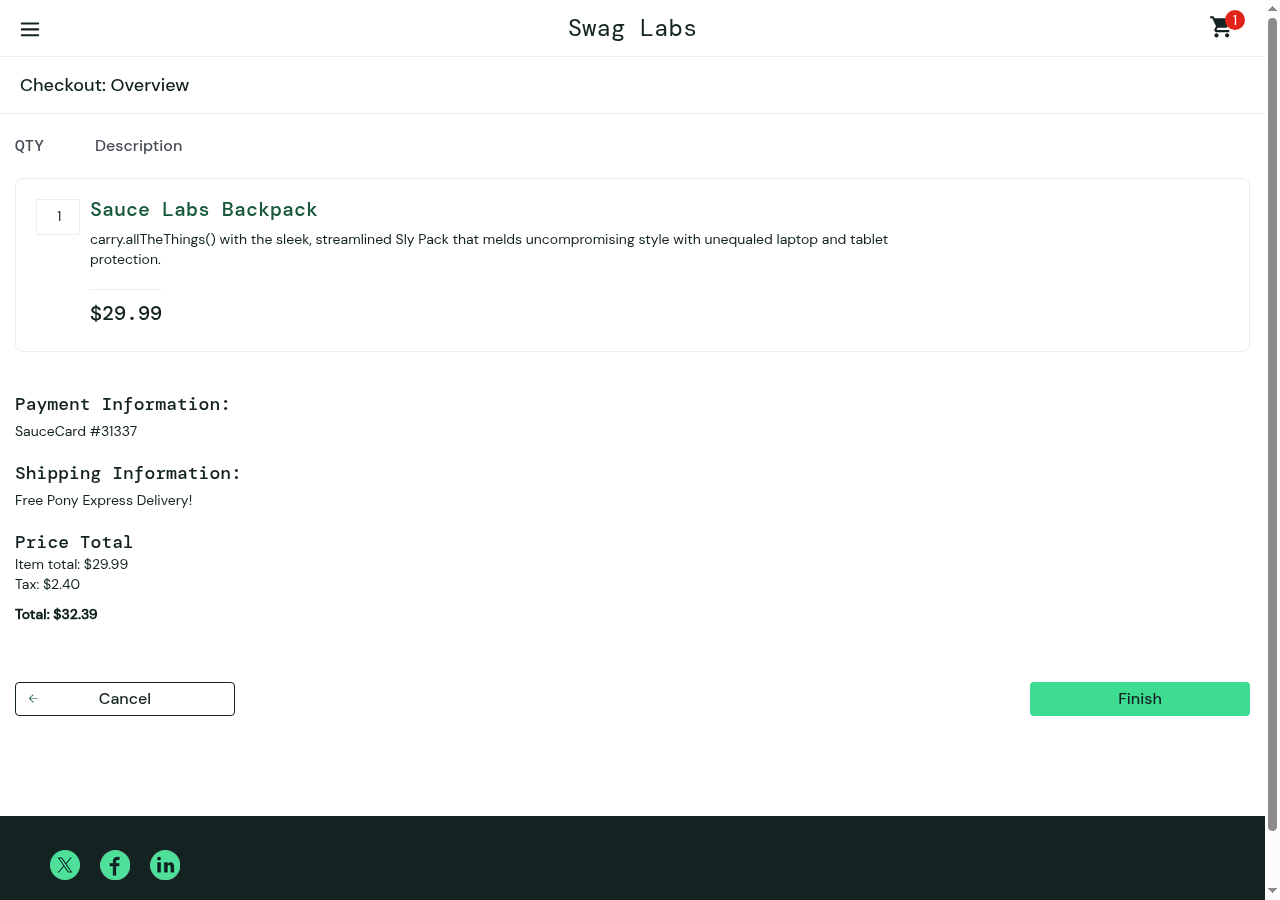 Swag Labs
1
Checkout: Overview
QTY Description
1
Sauce Labs Backpack
carry.allTheThings() with the sleek, streamlined Sly Pack that melds uncompromising style with unequaled laptop and tablet
protection.
$29.99
Payment Information:
SauceCard #31337
Shipping Information:
Free Pony Express Delivery!
Price Total
Item total: $29.99
Tax: $2.40
Total: $32.39
Cancel
Finish